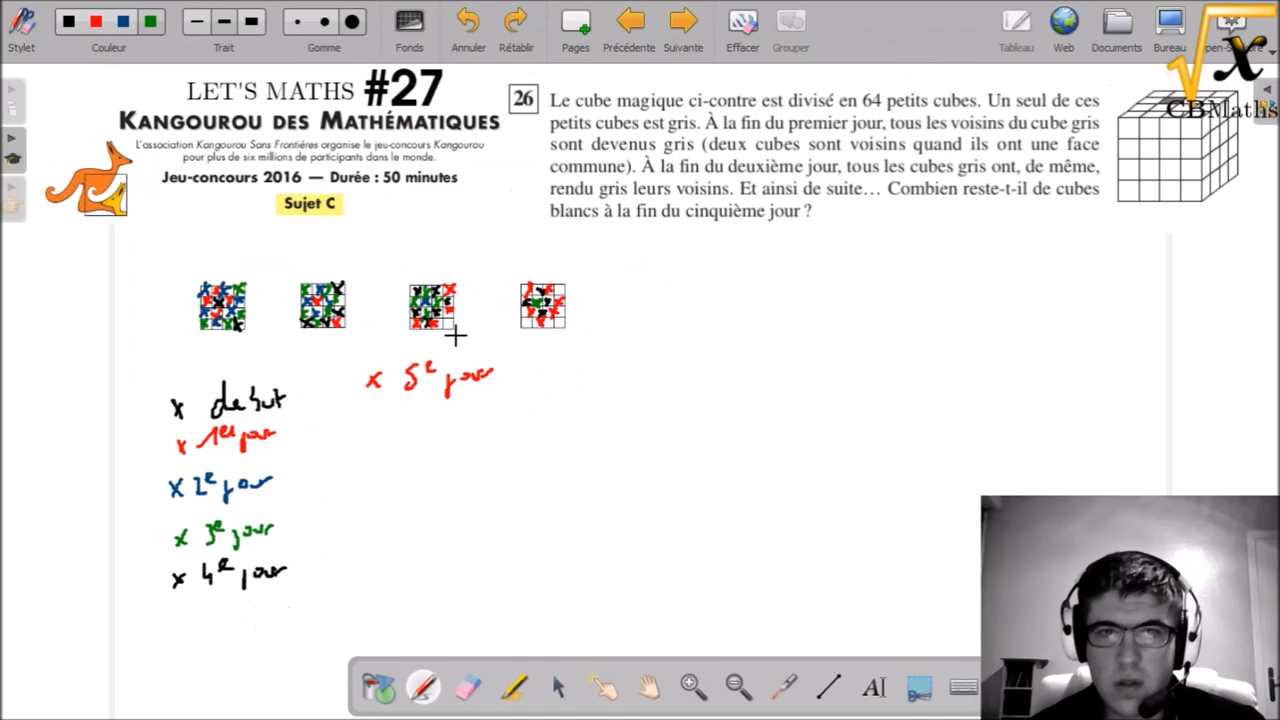 Stylet
Couleur
Trait
Gomme
Fonds
Annuler
Rétablir
Pages
Précédente
Suivante
Effacer
Grouper
Tableau
Web
Documents
Bureau
CBMaths
LET'S MATHS #27
KANGOUROU DES MATHÉMATIQUES
L'association Kangourou Sans Frontières organise le jeu-concours Kangourou
pour plus de six millions de participants dans le monde.
Jeu-concours 2016 — Durée : 50 minutes
Sujet C
26
Le cube magique ci-contre est divisé en 64 petits cubes. Un seul de ces
petits cubes est gris. À la fin du premier jour, tous les voisins du cube gris
sont devenus gris (deux cubes sont voisins quand ils ont une face
commune). À la fin du deuxième jour, tous les cubes gris ont, de même,
rendu gris leurs voisins. Et ainsi de suite… Combien reste-t-il de cubes
blancs à la fin du cinquième jour ?
x debut
x 1er jour
x 2e jour
x 3e jour
x 4e jour
x 5e jour